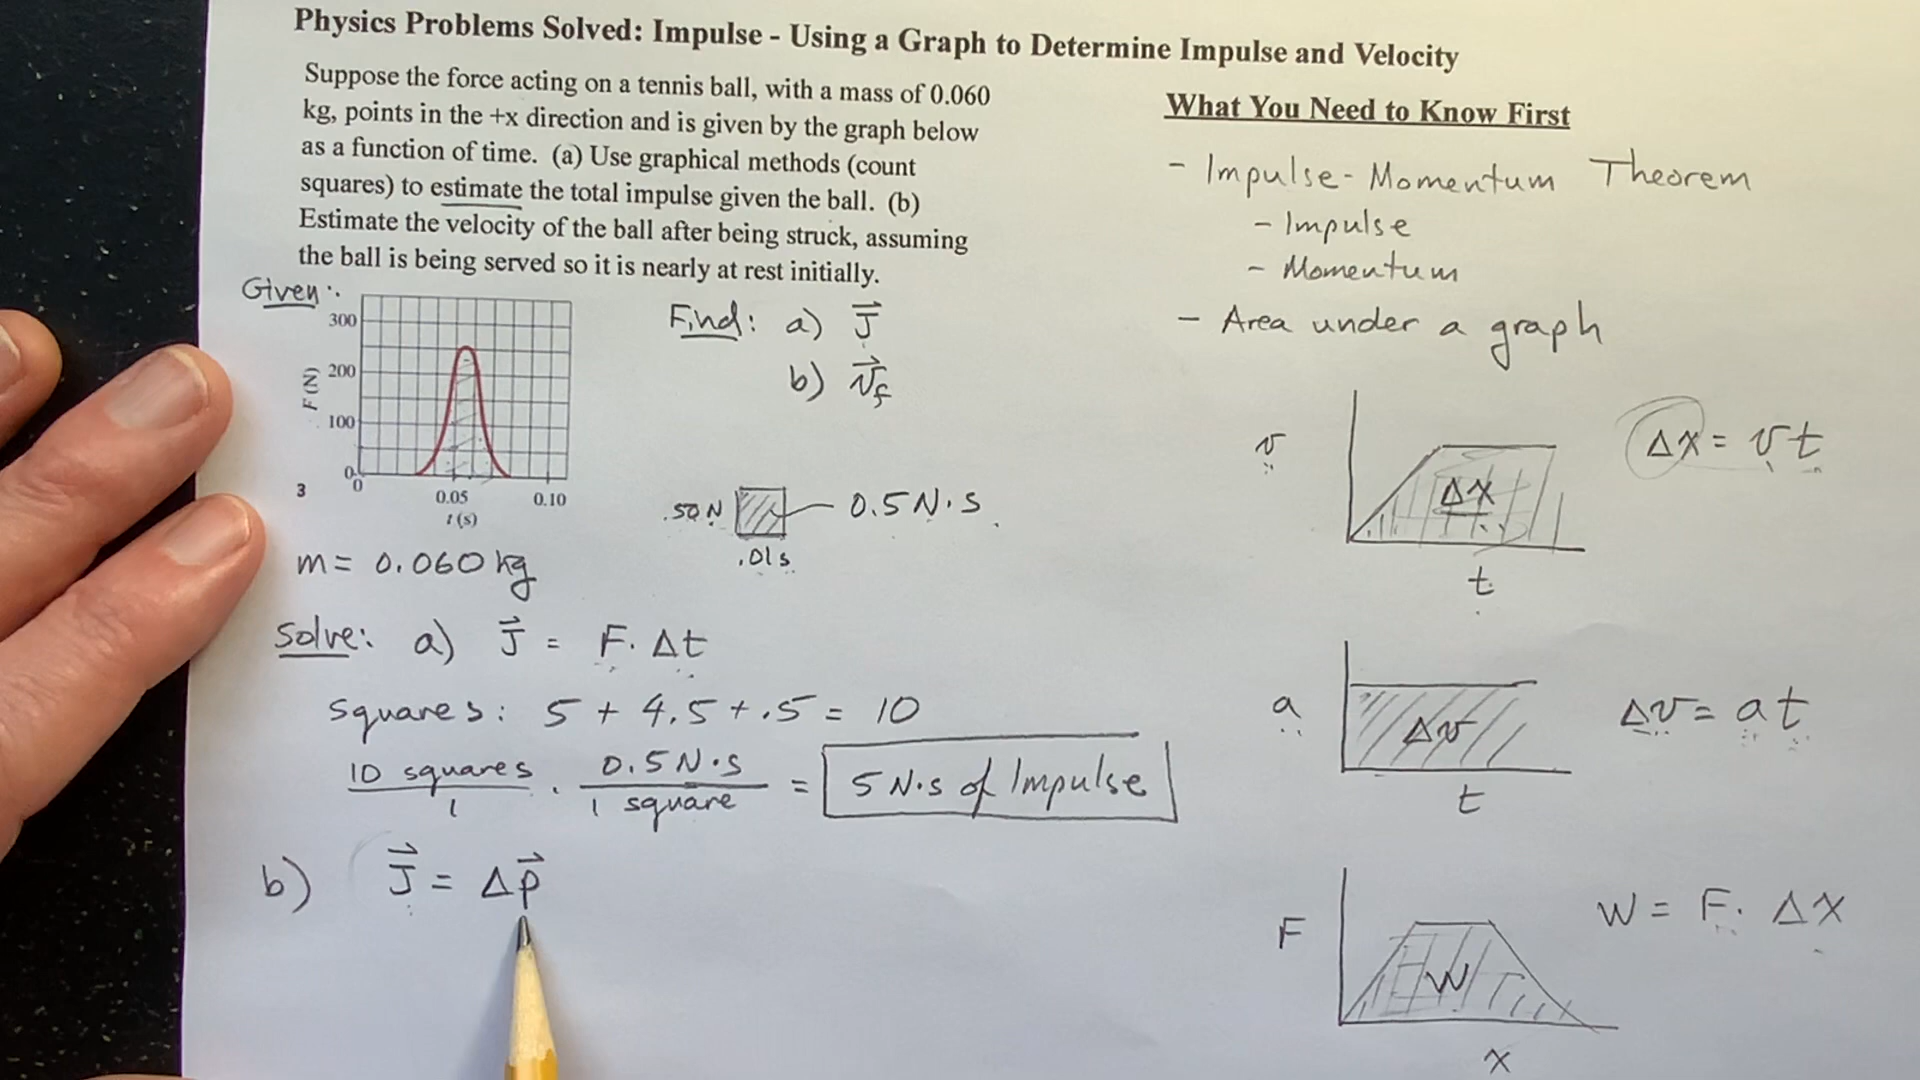 Physics Problems Solved: Impulse - Using a Graph to Determine Impulse and Velocity
Suppose the force acting on a tennis ball, with a mass of 0.060
kg, points in the +x direction and is given by the graph below
as a function of time. (a) Use graphical methods (count
squares) to estimate the total impulse given the ball. (b)
Estimate the velocity of the ball after being struck, assuming
the ball is being served so it is nearly at rest initially.
Given:
300
200
100
0
F(N)
0
0.05
0.10
t(s)
3
m = 0.060 kg
Find: a) J⃗
b) v⃗f
.50 N
0.5 N·s
.01 s
Solve: a) J⃗ = F· Δt
squares: 5 + 4.5 + .5 = 10
10 squares / 1 · 0.5 N·s / 1 square = 5 N·s of Impulse
b) J⃗ = Δp⃗
What You Need to Know First
- Impulse-Momentum Theorem
- Impulse
- Momentum
- Area under a graph
v
Δx
t
Δx = vt
a
Δv
t
Δv = at
F
W
x
W = F· Δx